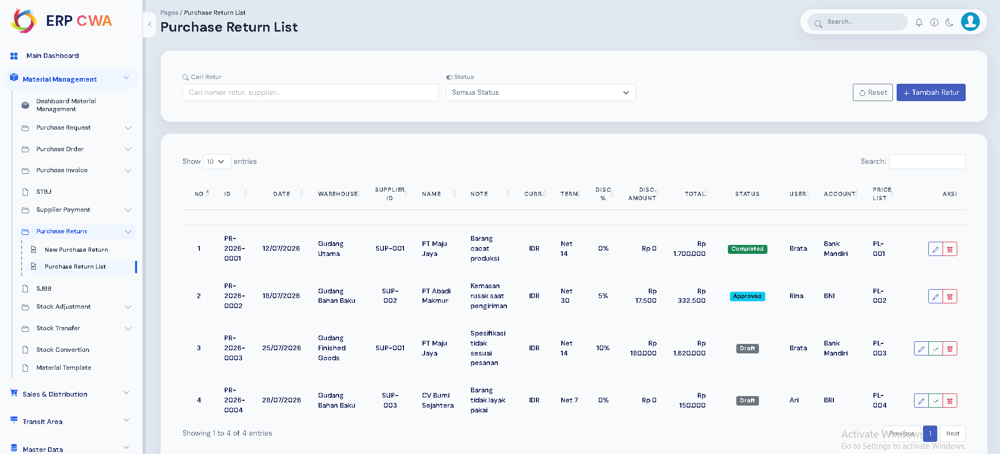 ERP CWA
Main Dashboard
Material Management
Dashboard Material
Management
Purchase Request
Purchase Order
Purchase Invoice
STBJ
Supplier Payment
Purchase Return
New Purchase Return
Purchase Return List
SJBB
Stock Adjustment
Stock Transfer
Stock Convertion
Material Template
Sales & Distribution
Transit Area
Master Data
Pages / Purchase Return List
Purchase Return List
Search...
Cari Retur
Cari nomor retur, supplier...
Status
Semua Status
Reset
+ Tambah Retur
Show 10 entries
Search:
NO ID DATE WAREHOUSE SUPPLIER ID NAME NOTE CURR. TERM DISC % DISC. AMOUNT TOTAL STATUS USER ACCOUNT PRICE LIST AKSI
1 PR-2026-0001 12/07/2026 Gudang Utama SUP-001 PT Maju Jaya Barang cacat produksi IDR Net 14 0% Rp 0 Rp 1.700.000 Completed Brata Bank Mandiri PL-001
2 PR-2026-0002 18/07/2026 Gudang Bahan Baku SUP-002 PT Abadi Makmur Kemasan rusak saat pengiriman IDR Net 30 5% Rp 17.500 Rp 332.500 Approved Rina BNI PL-002
3 PR-2026-0003 25/07/2026 Gudang Finished Goods SUP-001 PT Maju Jaya Spesifikasi tidak sesuai pesanan IDR Net 14 10% Rp 180.000 Rp 1.620.000 Draft Brata Bank Mandiri PL-003
4 PR-2026-0004 28/07/2026 Gudang Bahan Baku SUP-003 CV Bumi Sejahtera Barang tidak layak pakai IDR Net 7 0% Rp 0 Rp 150.000 Draft Ari BRI PL-004
Showing 1 to 4 of 4 entries
Previous 1 Next
Activate Windows
Go to Settings to activate Windows.